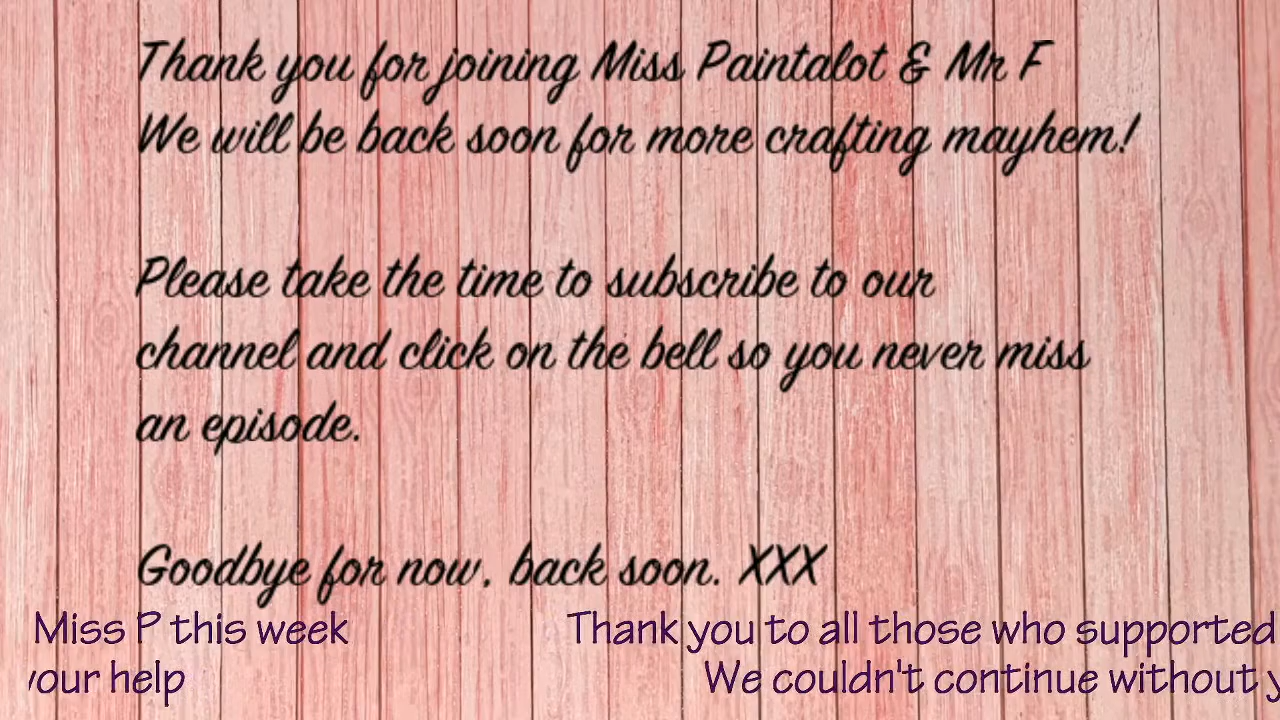 Thank you for joining Miss Paintalot & Mr F
We will be back soon for more crafting mayhem!
Please take the time to subscribe to our
channel and click on the bell so you never miss
an episode.
Goodbye for now, back soon. XXX
Miss P this week
Thank you to all those who supported
your help
We couldn't continue without